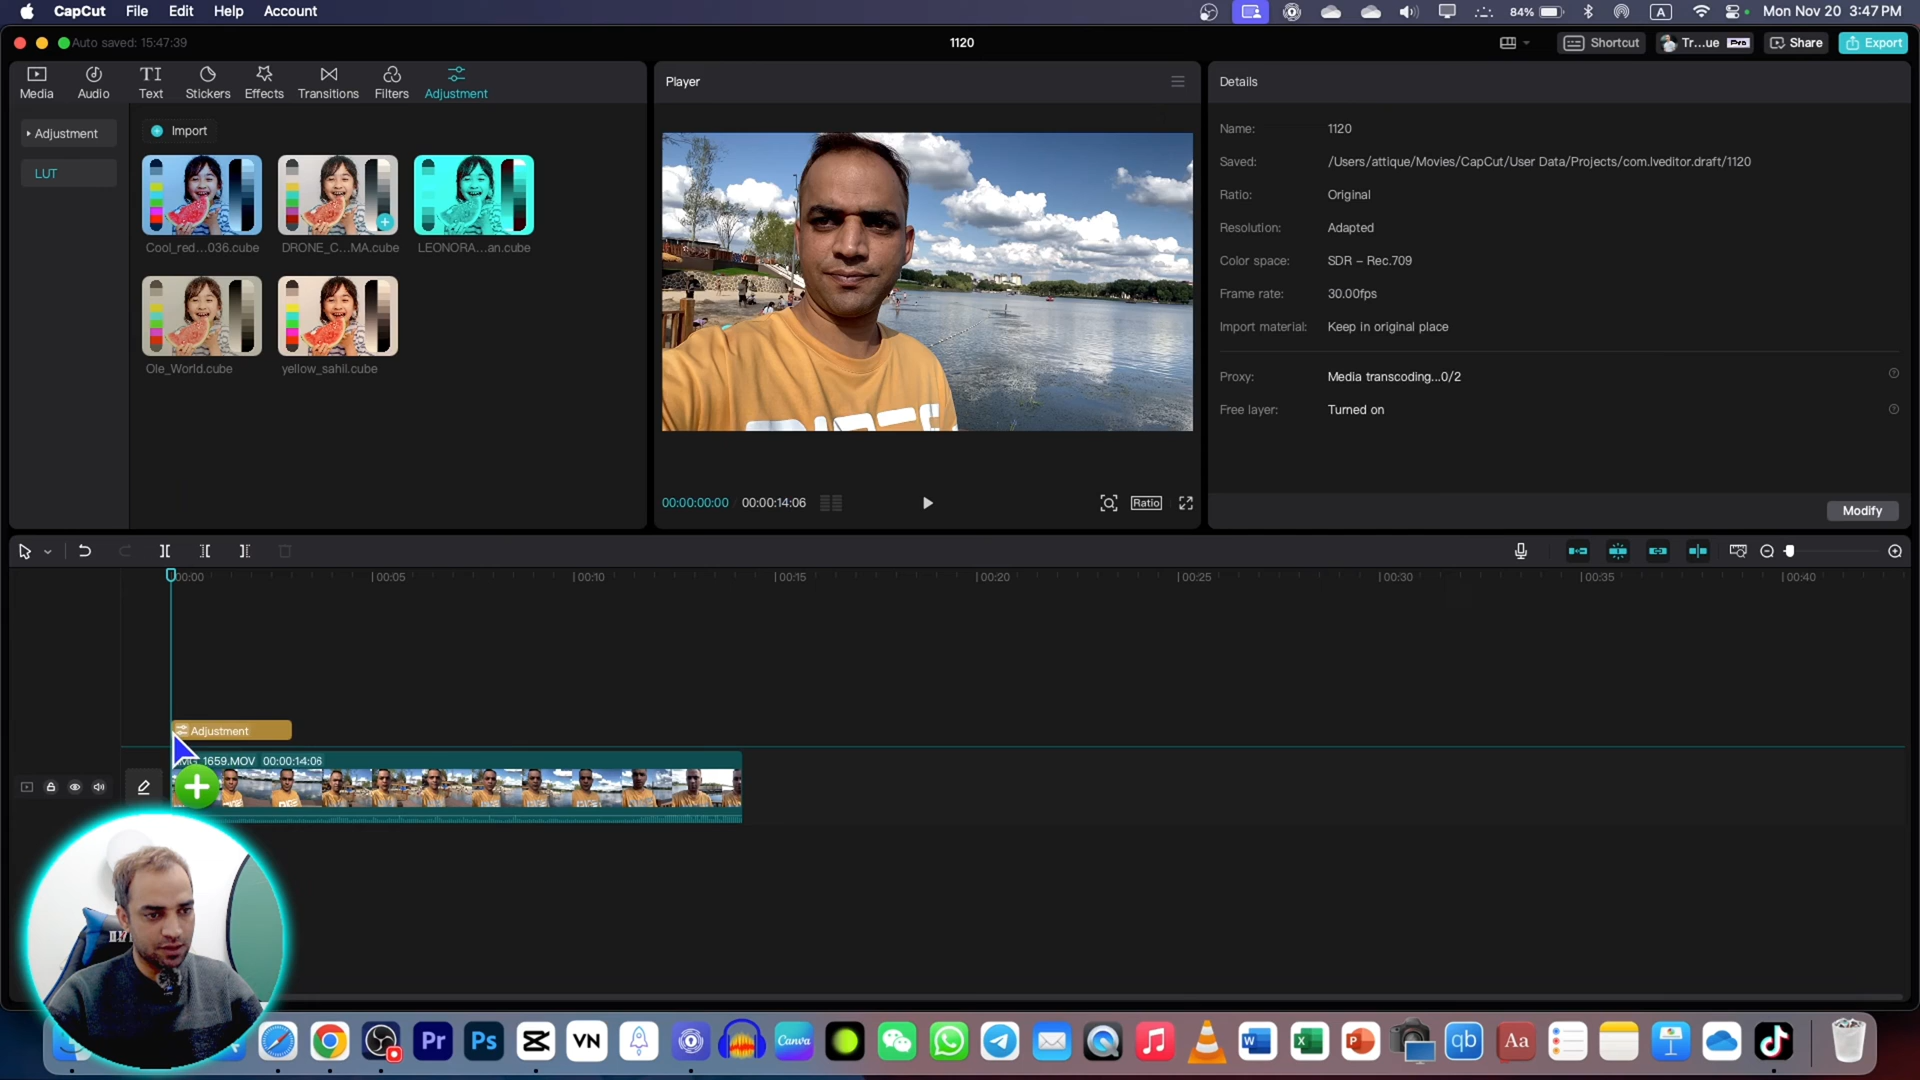 CapCut File Edit Help Account
84% A Mon Nov 20 3:47 PM
Auto saved: 15:47:39
1120
Shortcut Tr...ue Pro Share Export
Media Audio TI Text Stickers Effects Transitions Filters Adjustment
Adjustment
LUT
Import
Cool_red...036.cube DRONE_C...MA.cube LEONORA...an.cube
Ole_World.cube yellow_sahil.cube
Player
00:00:00:00 00:00:14:06
Ratio
Details
Name: 1120
Saved: /Users/attique/Movies/CapCut/User Data/Projects/com.lveditor.draft/1120
Ratio: Original
Resolution: Adapted
Color space: SDR – Rec.709
Frame rate: 30.00fps
Import material: Keep in original place
Proxy: Media transcoding...0/2
Free layer: Turned on
Modify
00:00 00:05 00:10 00:15 00:20 00:25 00:30 00:35 00:40
Adjustment
1659.MOV 00:00:14:06
Pr Ps VN Canva W X P qb Aa